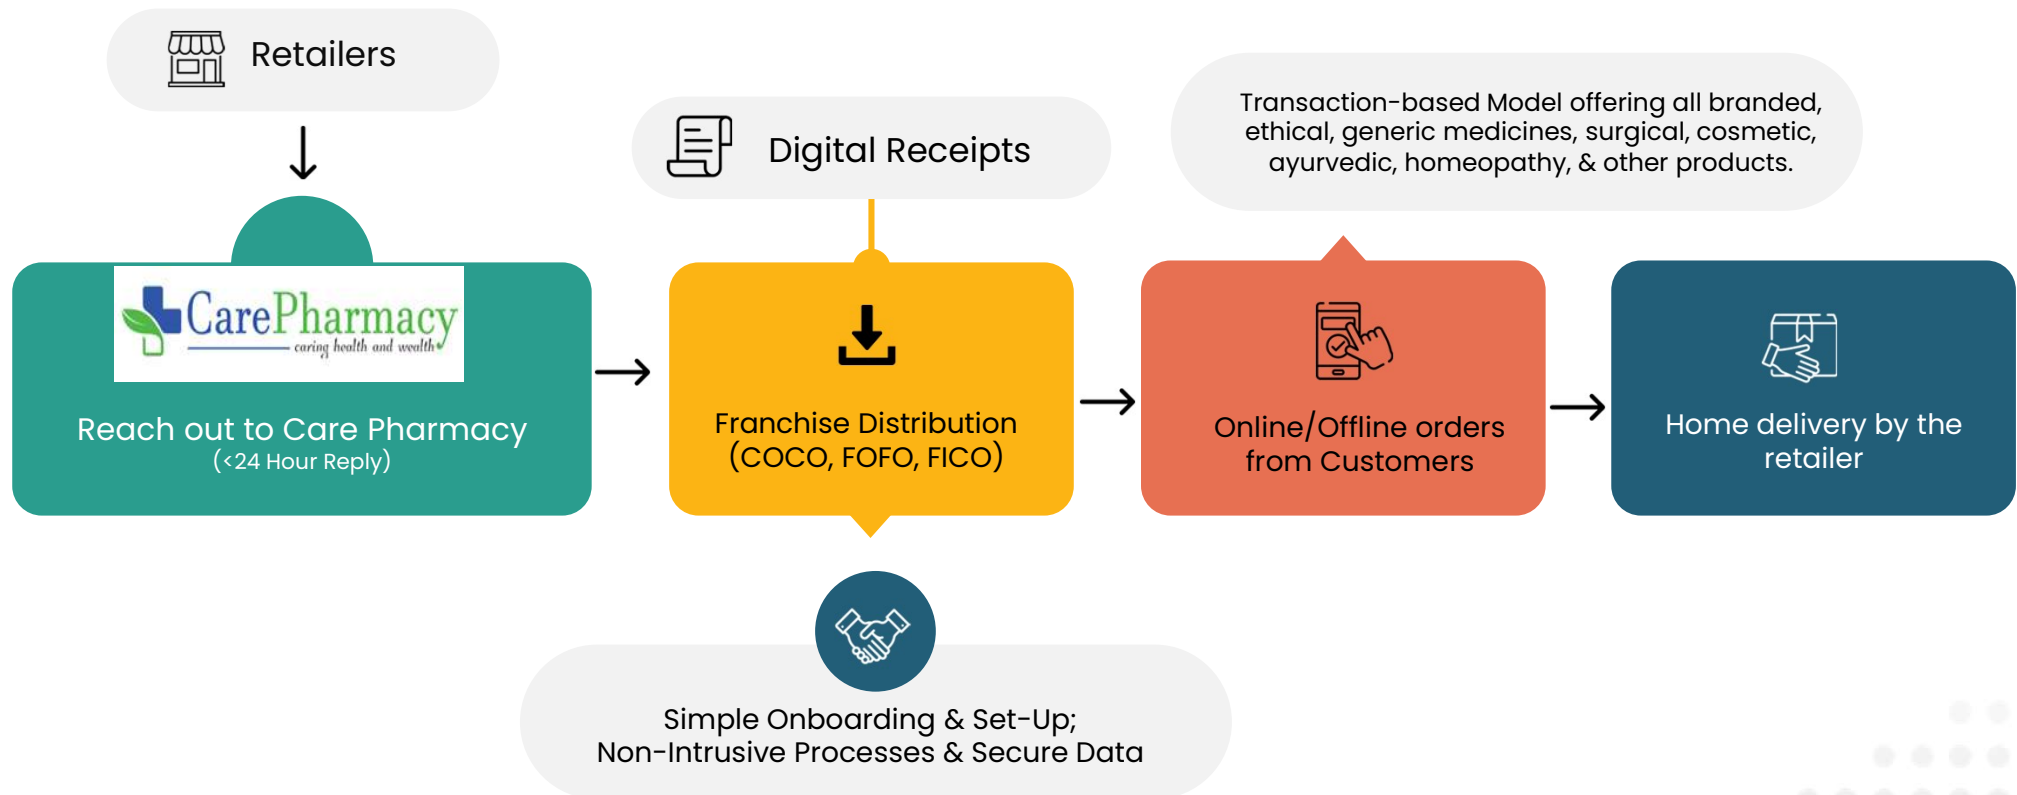 Retailers
Digital Receipts
Transaction-based Model offering all branded,
ethical, generic medicines, surgical, cosmetic,
ayurvedic, homeopathy, & other products.
CarePharmacy
caring health and wealth
Reach out to Care Pharmacy
(<24 Hour Reply)
Franchise Distribution
(COCO, FOFO, FICO)
Online/Offline orders
from Customers
Home delivery by the
retailer
Simple Onboarding & Set-Up;
Non-Intrusive Processes & Secure Data